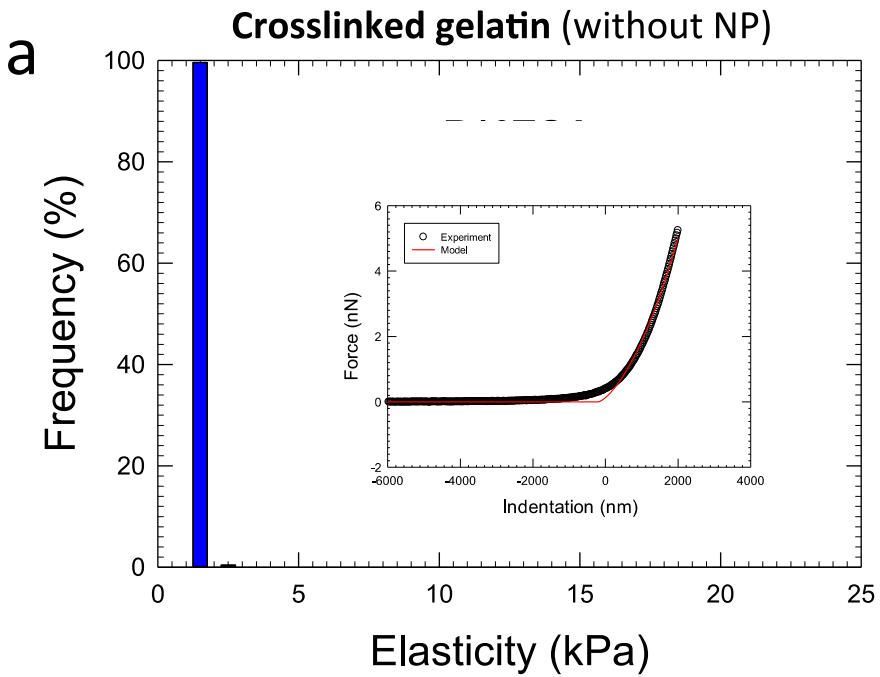 Crosslinked gelatin (without NP)
a
100
80
60
40
20
0
Frequency (%)
0 5 10 15 20 25
Elasticity (kPa)
6
4
2
0
-2
Force (nN)
Experiment
Model
-6000 -4000 -2000 0 2000 4000
Indentation (nm)